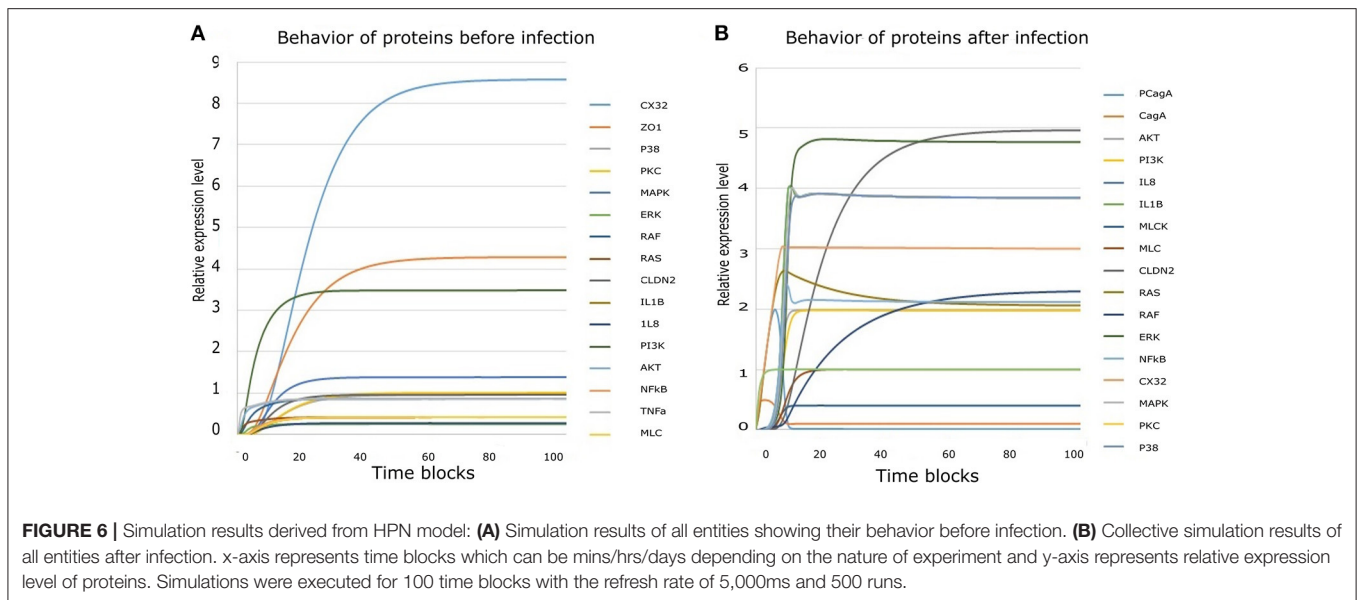 A
Behavior of proteins before infection
Relative expression level
9
8
7
6
5
4
3
2
1
0
0 20 40 60 80 100
Time blocks
CX32
ZO1
P38
PKC
MAPK
ERK
RAF
RAS
CLDN2
IL1B
1L8
PI3K
AKT
NFkB
TNFa
MLC
B
Behavior of proteins after infection
Relative expression level
6
5
4
3
2
1
0
0 20 40 60 80 100
Time blocks
PCagA
CagA
AKT
PI3K
IL8
IL1B
MLCK
MLC
CLDN2
RAS
RAF
ERK
NFkB
CX32
MAPK
PKC
P38
FIGURE 6 | Simulation results derived from HPN model: (A) Simulation results of all entities showing their behavior before infection. (B) Collective simulation results of
all entities after infection. x-axis represents time blocks which can be mins/hrs/days depending on the nature of experiment and y-axis represents relative expression
level of proteins. Simulations were executed for 100 time blocks with the refresh rate of 5,000ms and 500 runs.